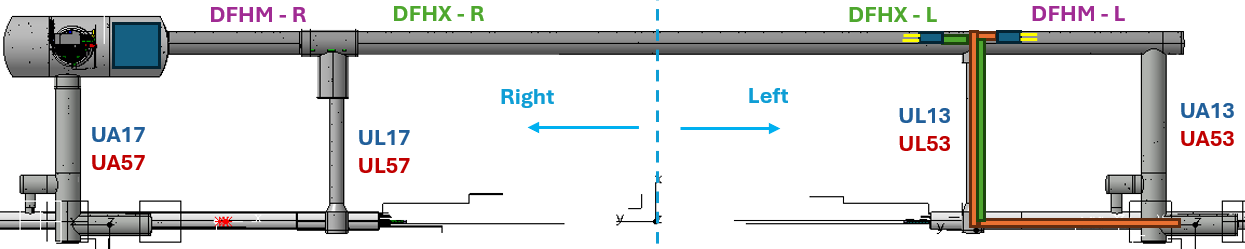 DFHM - R
DFHX - R
DFHX - L
DFHM - L
Right
Left
UA17
UA57
UL17
UL57
UL13
UL53
UA13
UA53
x
y
y
z
z